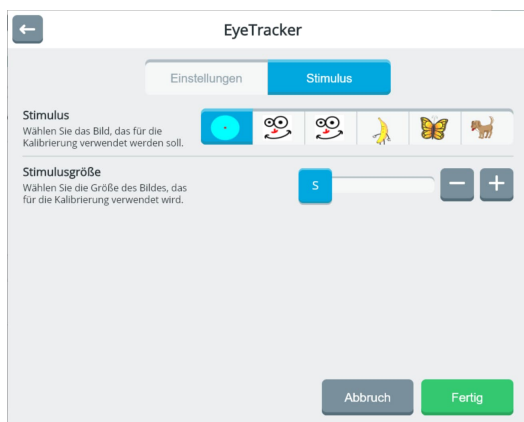 EyeTracker
Einstellungen
Stimulus
Stimulus
Wählen Sie das Bild, das für die
Kalibrierung verwendet werden soll.
Stimulusgröße
Wählen Sie die Größe des Bildes, das
für die Kalibrierung verwendet wird.
S
Abbruch
Fertig